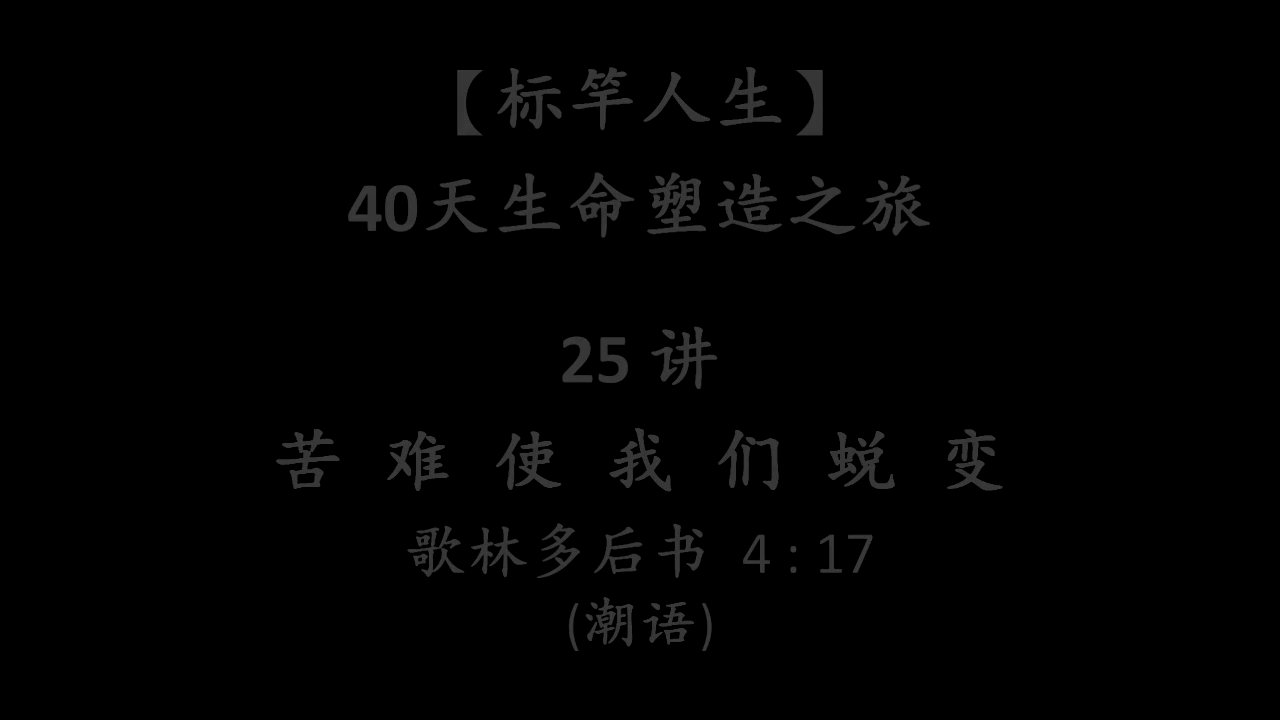 【标竿人生】
40天生命塑造之旅
25 讲
苦 难 使 我 们 蜕 变
歌林多后书 4 : 17
(潮语)